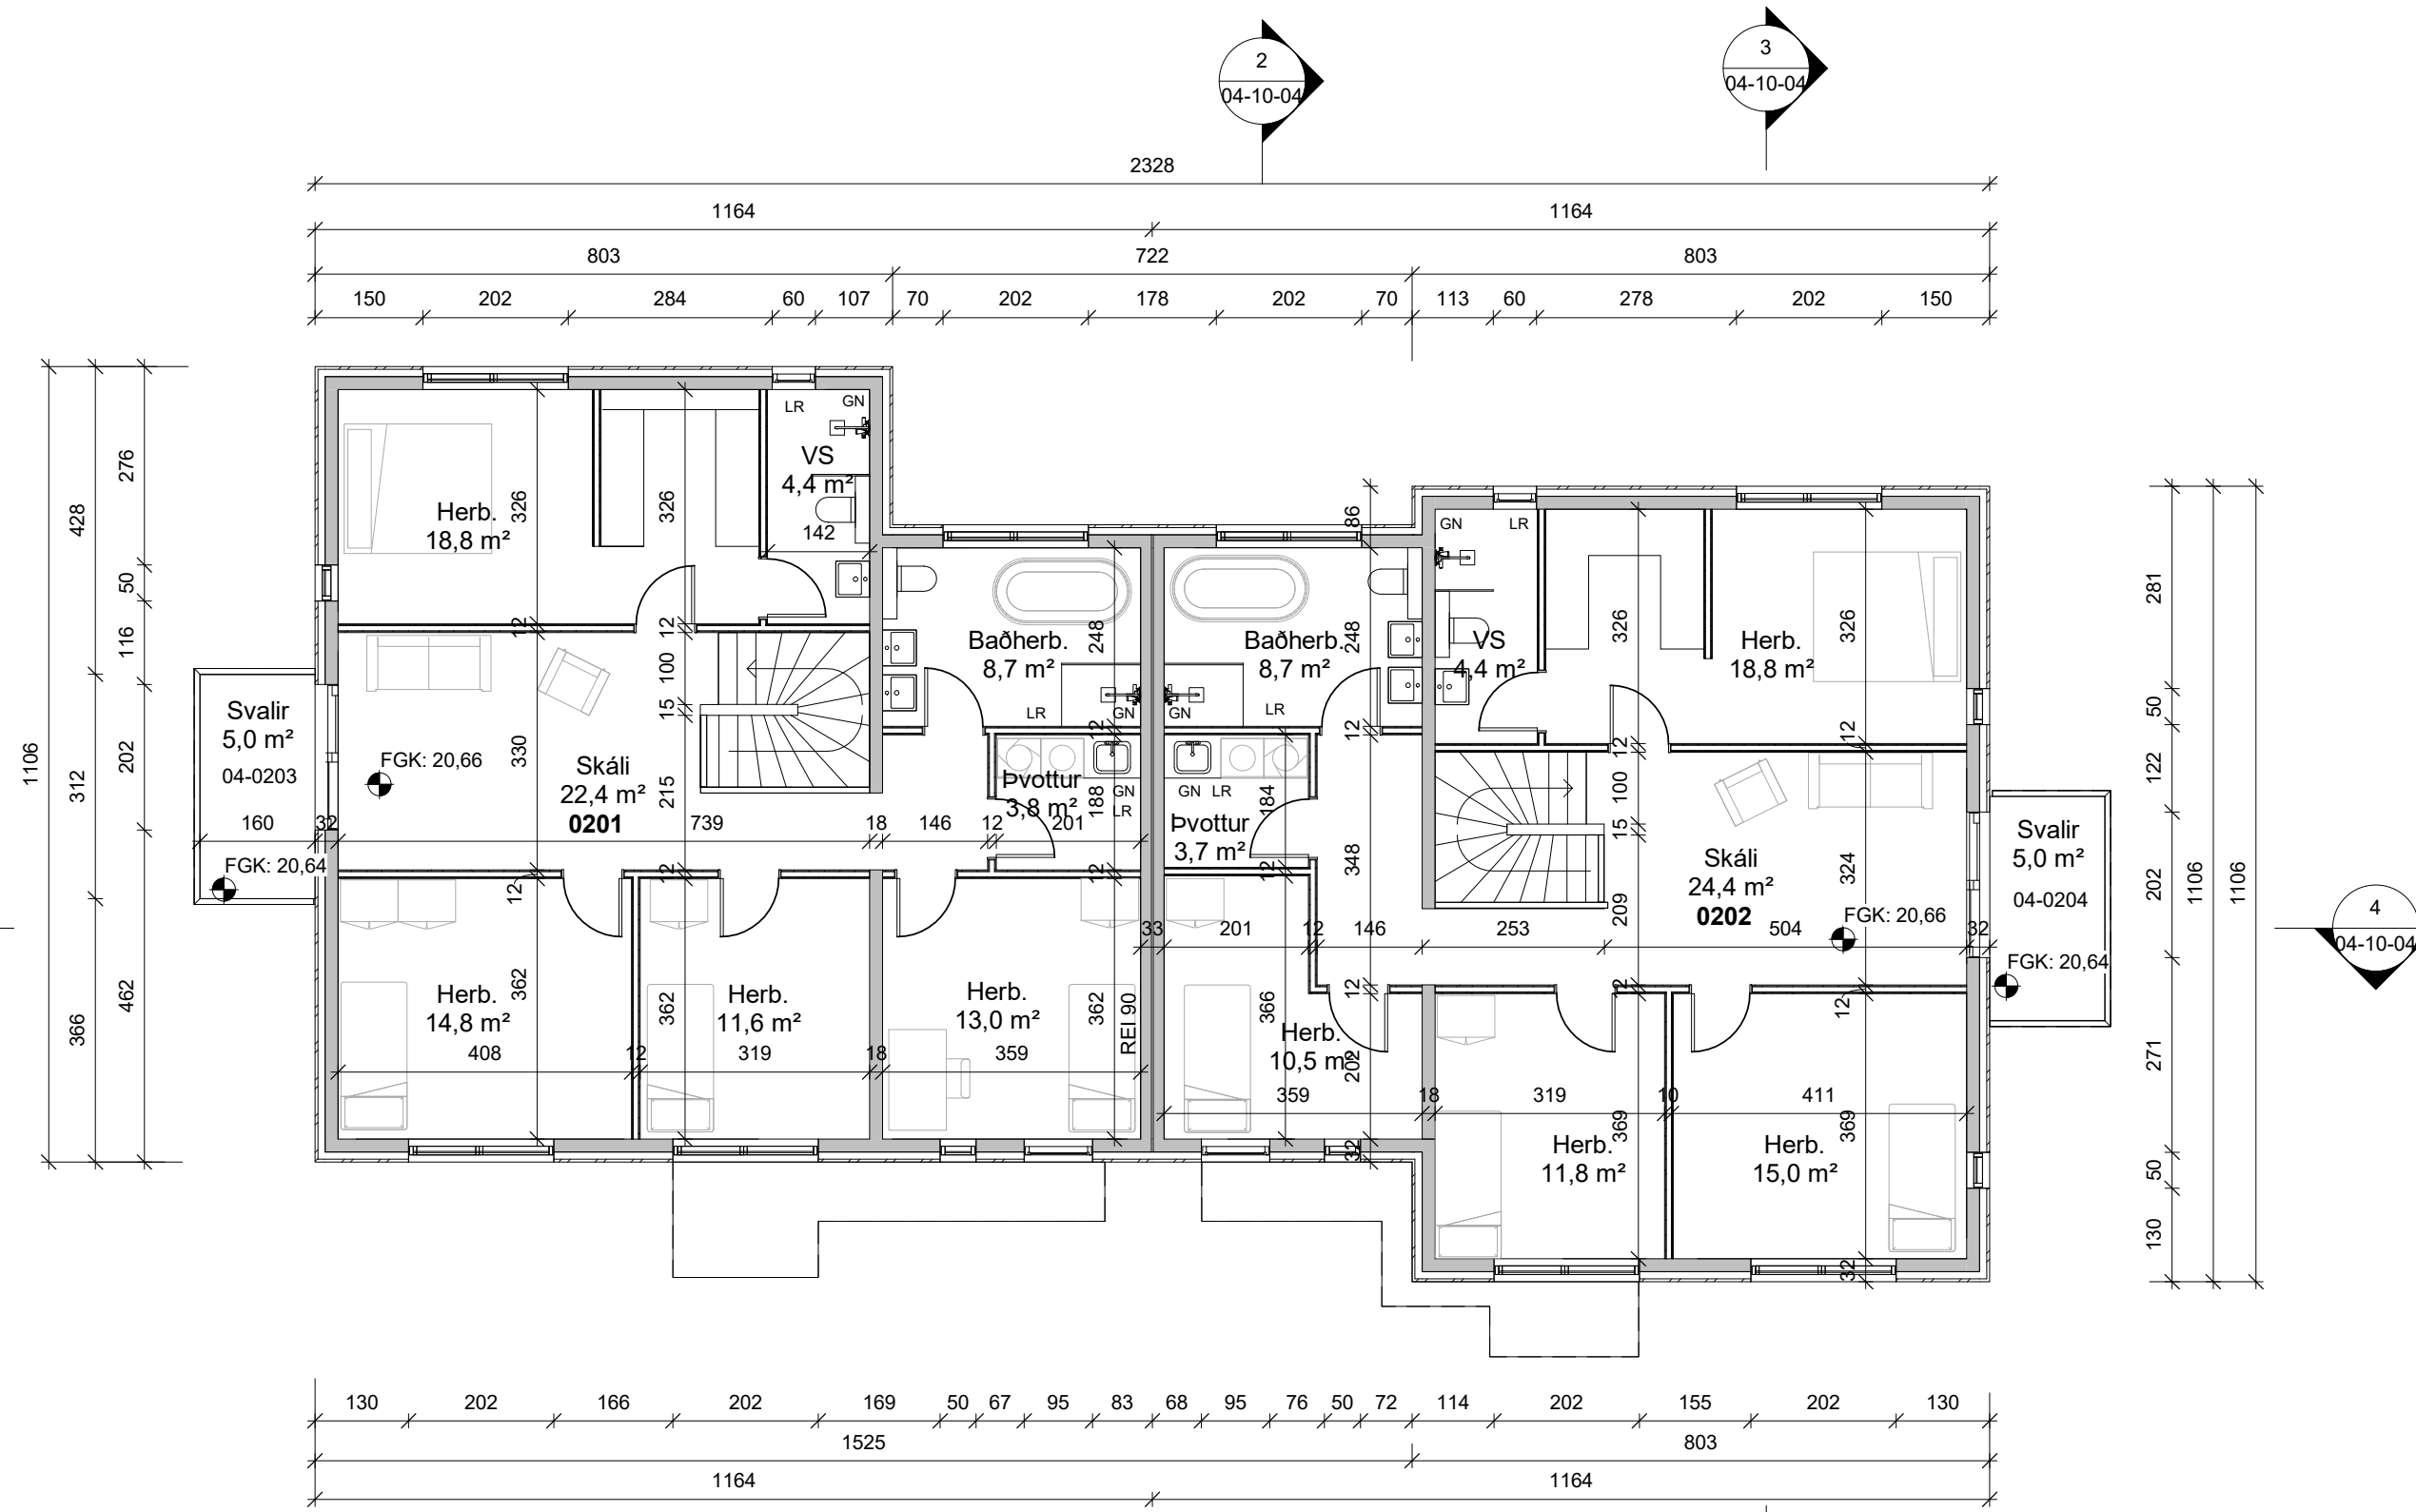 2
04-10-04
3
04-10-04
2328
1164 1164
803 722 803
150 202 284 60 107 70 202 178 202 70 113 60 278 202 150
1106
428 312 366
276 50 116 202 462
LR GN
VS
4,4 m²
142
Herb.
18,8 m²
326
326
12
12
Baðherb.
8,7 m²
248
LR GN
12
Baðherb.
8,7 m²
248
86
GN LR
12
GN LR
VS
4,4 m²
326
Herb.
18,8 m²
326
12
12
281 50 122 202 271 50 130
1106
1106
Svalir
5,0 m²
04-0203
160
FGK: 20,64
32
FGK: 20,66
330
Skáli
22,4 m²
0201
100
15
215
739
18
146
12
201
Þvottur
3,8 m²
188
GN
LR
12
12
12
GN LR
184
Þvottur
3,7 m²
12
348
33
201
12
146
253
504
32
100
15
209
Skáli
24,4 m²
0202
324
FGK: 20,66
Svalir
5,0 m²
04-0204
FGK: 20,64
4
04-10-04
Herb.
14,8 m²
362
408
12
Herb.
11,6 m²
362
319
18
Herb.
13,0 m²
362
359
REI 90
366
Herb.
10,5 m²
202
359
12
32
18
12
319
10
12
411
Herb.
11,8 m²
369
Herb.
15,0 m²
369
32
130 202 166 202 169 50 67 95 83 68 95 76 50 72 114 202 155 202 130
1525 803
1164 1164